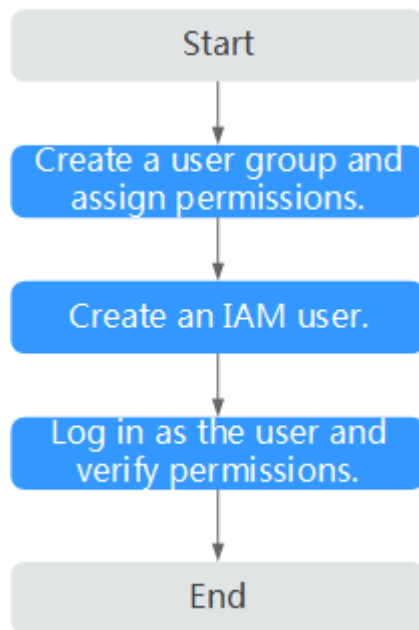 Start
Create a user group and
assign permissions.
Create an IAM user.
Log in as the user and
verify permissions.
End